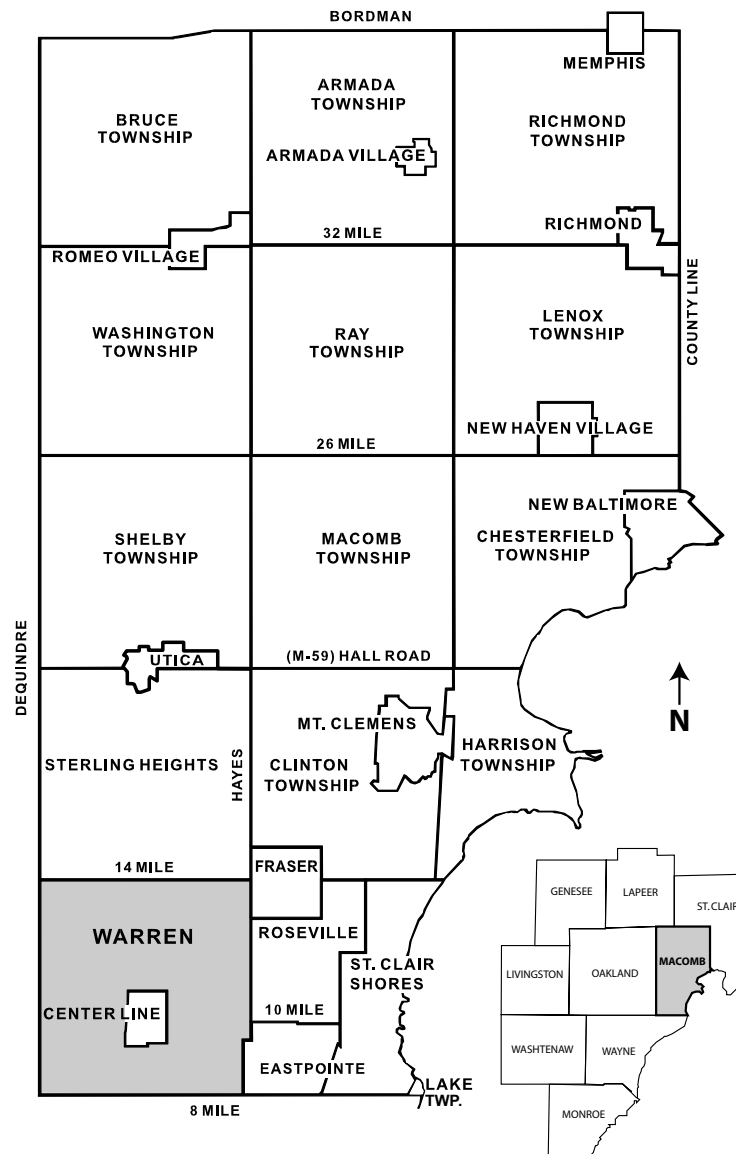 BORDMAN
MEMPHIS
BRUCE
TOWNSHIP
ARMADA
TOWNSHIP
RICHMOND
TOWNSHIP
ARMADA VILLAGE
RICHMOND
32 MILE
ROMEO VILLAGE
COUNTY LINE
WASHINGTON
TOWNSHIP
RAY
TOWNSHIP
LENOX
TOWNSHIP
NEW HAVEN VILLAGE
26 MILE
NEW BALTIMORE
SHELBY
TOWNSHIP
MACOMB
TOWNSHIP
CHESTERFIELD
TOWNSHIP
DEQUINDRE
UTICA
(M-59) HALL ROAD
N
MT. CLEMENS
STERLING HEIGHTS
HAYES
CLINTON
TOWNSHIP
HARRISON
TOWNSHIP
14 MILE
FRASER
WARREN
ROSEVILLE
ST. CLAIR
SHORES
CENTER LINE
10 MILE
EASTPOINTE
LAKE
TWP.
8 MILE
GENESEE
LAPEER
ST. CLAIR
LIVINGSTON
OAKLAND
MACOMB
WASHTENAW
WAYNE
MONROE